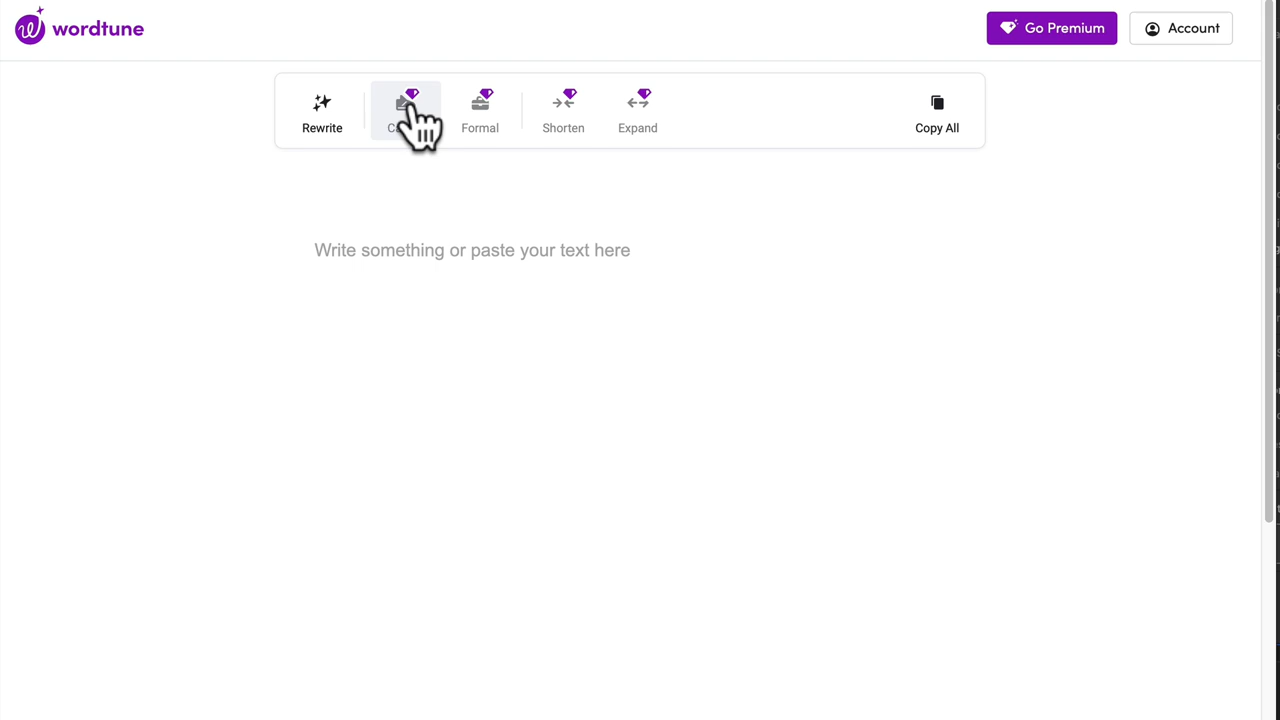 wordtune
Go Premium
Account
Rewrite
Formal
Shorten
Expand
Copy All
Write something or paste your text here